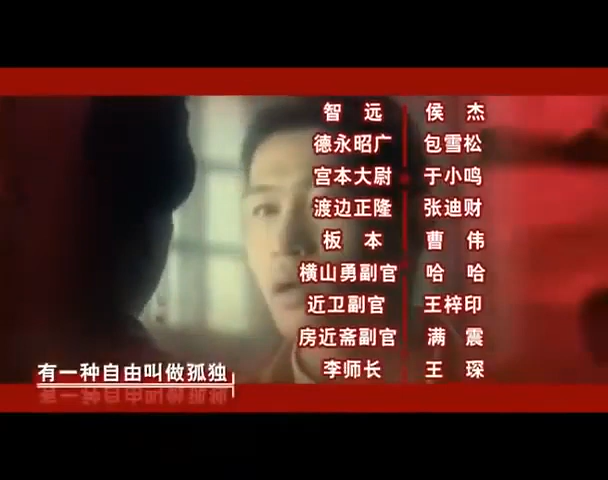 智 远 侯 杰
德永昭广 包雪松
宫本大尉 于小鸣
渡边正隆 张迪财
板 本 曹 伟
横山勇副官 哈 哈
近卫副官 王梓印
房近斋副官 满 震
李师长 王 琛
有一种自由叫做孤独